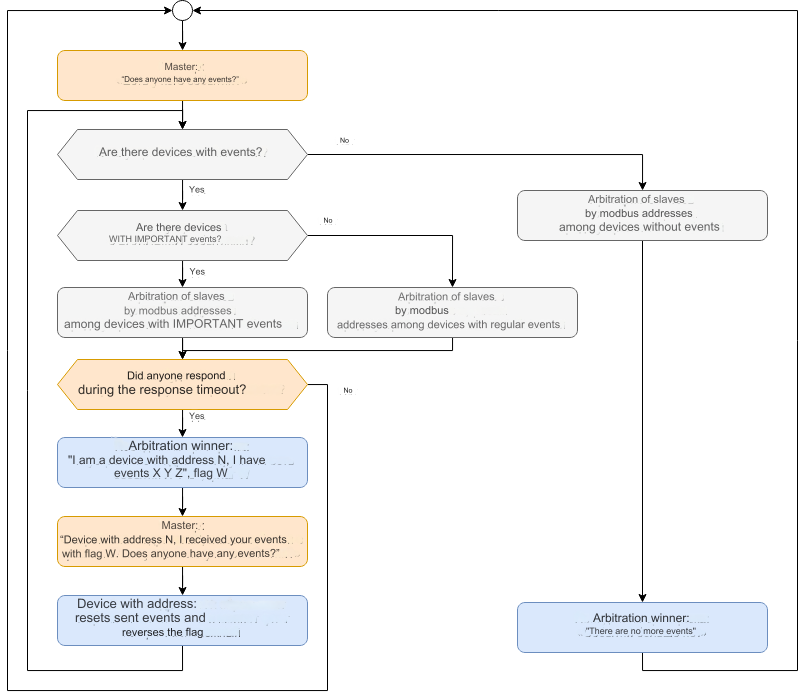 Master:
"Does anyone have any events?"
Are there devices with events?
No
Yes
Arbitration of slaves
by modbus addresses
among devices without events
Are there devices
WITH IMPORTANT events?
No
Yes
Arbitration of slaves
by modbus addresses
among devices with IMPORTANT events
Arbitration of slaves
by modbus
addresses among devices with regular events
Did anyone respond
during the response timeout?
No
Yes
Arbitration winner:
"I am a device with address N, I have
events X Y Z", flag W
Master:
"Device with address N, I received your events
with flag W. Does anyone have any events?"
Device with address:
resets sent events and
reverses the flag
Arbitration winner:
"There are no more events"